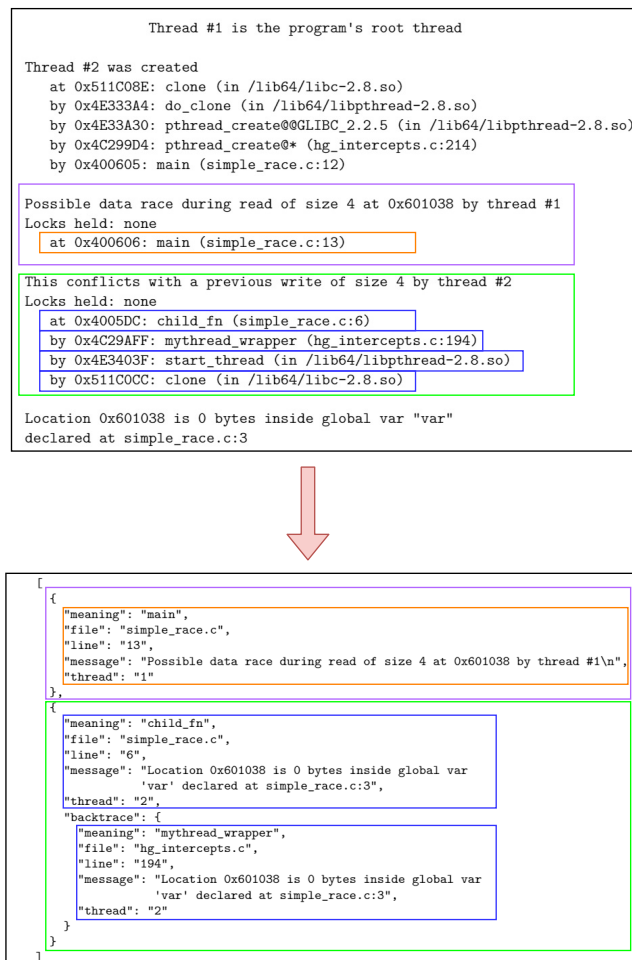 Thread #1 is the program's root thread
Thread #2 was created
at 0x511C08E: clone (in /lib64/libc-2.8.so)
by 0x4E333A4: do_clone (in /lib64/libpthread-2.8.so)
by 0x4E33A30: pthread_create@@GLIBC_2.2.5 (in /lib64/libpthread-2.8.so)
by 0x4C299D4: pthread_create@* (hg_intercepts.c:214)
by 0x400605: main (simple_race.c:12)
Possible data race during read of size 4 at 0x601038 by thread #1
Locks held: none
at 0x400606: main (simple_race.c:13)
This conflicts with a previous write of size 4 by thread #2
Locks held: none
at 0x4005DC: child_fn (simple_race.c:6)
by 0x4C29AFF: mythread_wrapper (hg_intercepts.c:194)
by 0x4E3403F: start_thread (in /lib64/libpthread-2.8.so)
by 0x511C0CC: clone (in /lib64/libc-2.8.so)
Location 0x601038 is 0 bytes inside global var "var"
declared at simple_race.c:3
[
{
"meaning": "main",
"file": "simple_race.c",
"line": "13",
"message": "Possible data race during read of size 4 at 0x601038 by thread #1\n",
"thread": "1"
},
{
"meaning": "child_fn",
"file": "simple_race.c",
"line": "6",
"message": "Location 0x601038 is 0 bytes inside global var
'var' declared at simple_race.c:3",
"thread": "2",
"backtrace": {
"meaning": "mythread_wrapper",
"file": "hg_intercepts.c",
"line": "194",
"message": "Location 0x601038 is 0 bytes inside global var
'var' declared at simple_race.c:3",
"thread": "2"
}
}
]